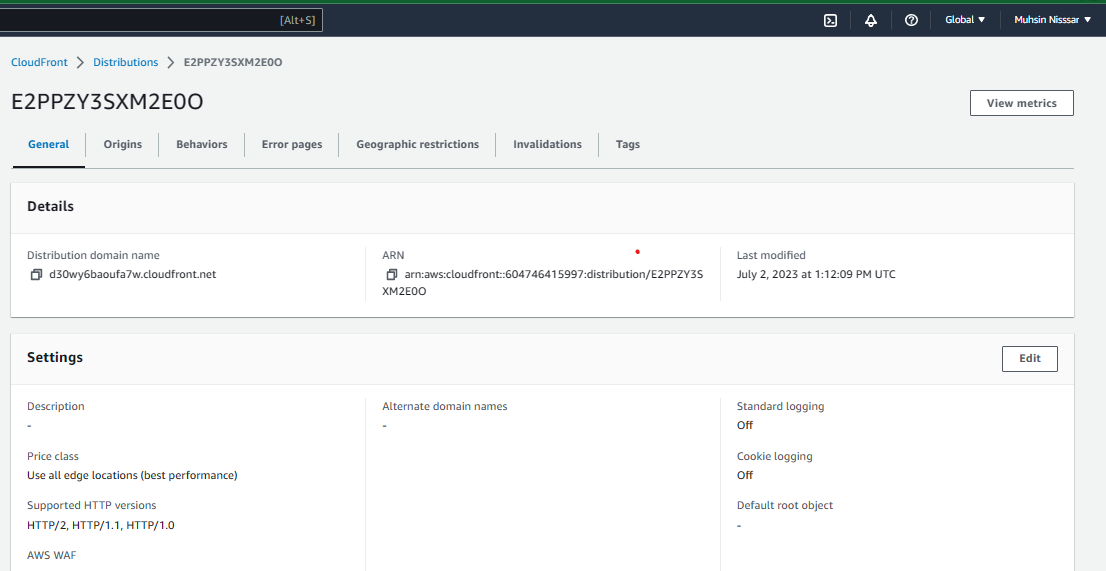 [Alt+S]
Global
Muhsin Nisssar
CloudFront
Distributions
E2PPZY3SXM2E0O
E2PPZY3SXM2E0O
View metrics
General
Origins
Behaviors
Error pages
Geographic restrictions
Invalidations
Tags
Details
Distribution domain name
d30wy6baoufa7w.cloudfront.net
ARN
arn:aws:cloudfront::604746415997:distribution/E2PPZY3S
XM2E0O
Last modified
July 2, 2023 at 1:12:09 PM UTC
Settings
Edit
Description
-
Price class
Use all edge locations (best performance)
Supported HTTP versions
HTTP/2, HTTP/1.1, HTTP/1.0
AWS WAF
Alternate domain names
-
Standard logging
Off
Cookie logging
Off
Default root object
-